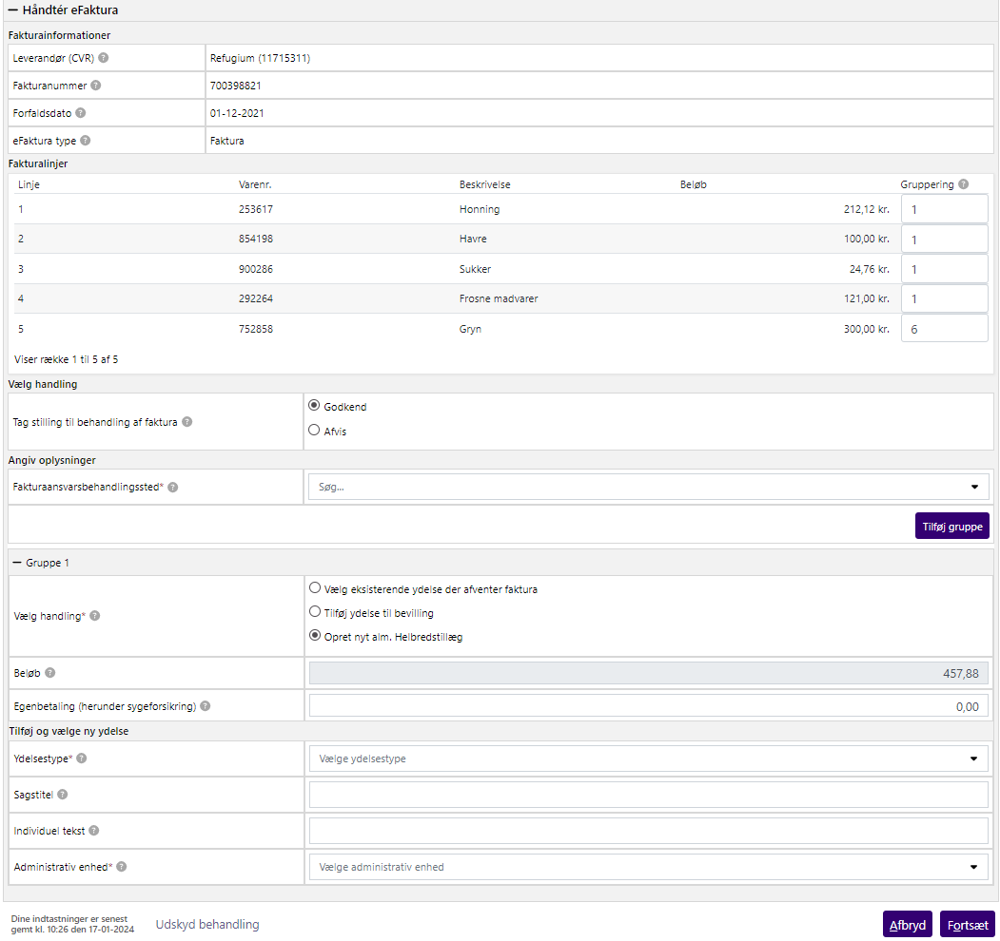 Håndtér eFaktura
Fakturainformationer
Leverandør (CVR) Refugium (11715311)
Fakturanummer 700398821
Forfaldsdato 01-12-2021
eFaktura type Faktura
Fakturalinjer
Linje Varenr. Beskrivelse Beløb Gruppering
1 253617 Honning 212,12 kr. 1
2 854198 Havre 100,00 kr. 1
3 900286 Sukker 24,76 kr. 1
4 292264 Frosne madvarer 121,00 kr. 1
5 752858 Gryn 300,00 kr. 6
Viser række 1 til 5 af 5
Vælg handling
Tag stilling til behandling af faktura
Godkend
Afvis
Angiv oplysninger
Fakturaansvarsbehandlingssted* Søg...
Tilføj gruppe
Gruppe 1
Vælg handling*
Vælg eksisterende ydelse der afventer faktura
Tilføj ydelse til bevilling
Opret nyt alm. Helbredstillæg
Beløb 457,88
Egenbetaling (herunder sygeforsikring) 0,00
Tilføj og vælge ny ydelse
Ydelsestype* Vælge ydelsestype
Sagstitel
Individuel tekst
Administrativ enhed* Vælge administrativ enhed
Dine indtastninger er senest
gemt kl. 10:26 den 17-01-2024
Udskyd behandling
Afbryd
Fortsæt